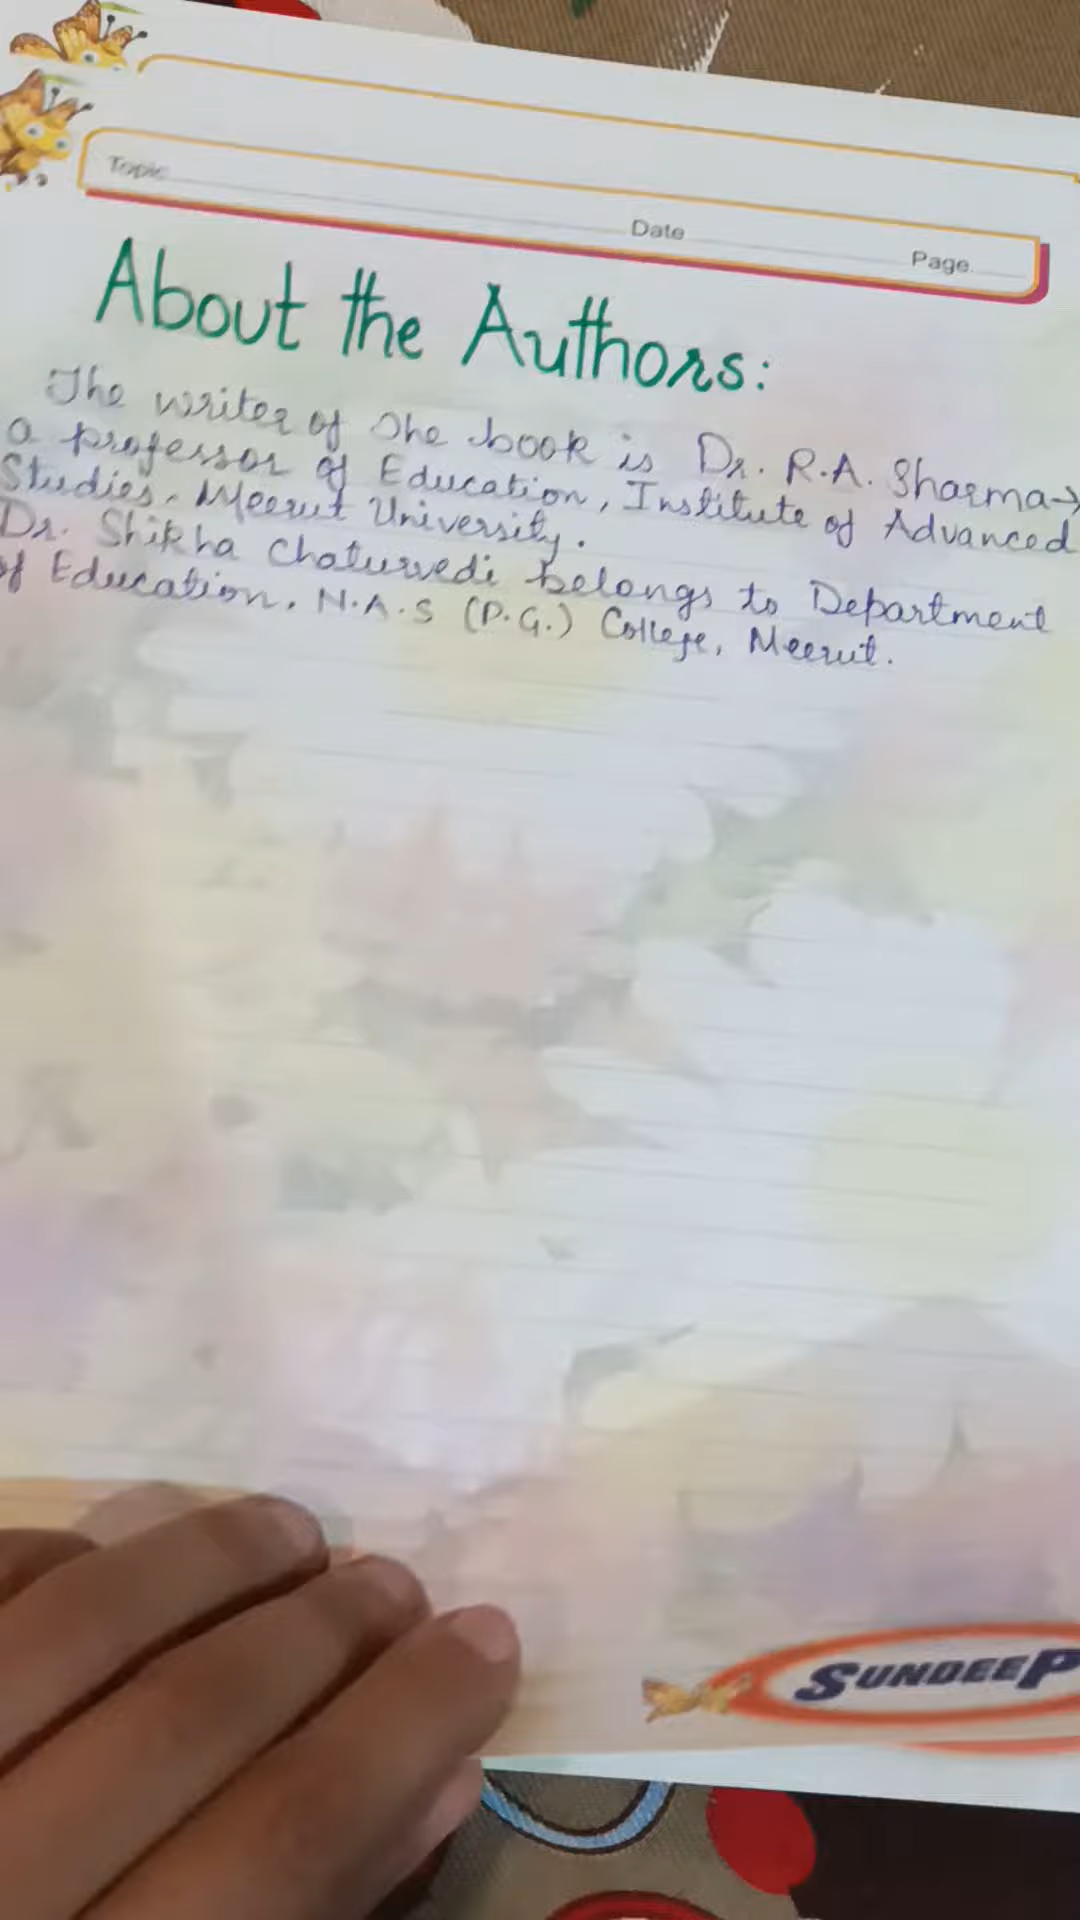 Topic
Date
Page
About the Authors:
The writer of the book is Dr. R.A. Sharma→
a professor of Education, Institute of Advanced
Studies, Meerut University.
Dr. Shikha Chaturvedi belongs to Department
of Education, N.A.S (P.G.) College, Meerut.
SUNDEEP